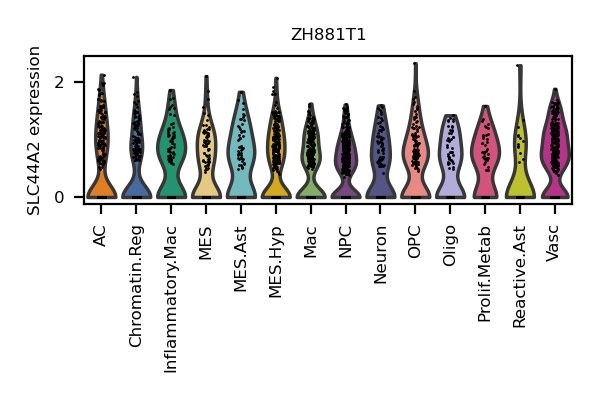 ZH881T1
SLC44A2 expression
2
0
AC
Chromatin.Reg
Inflammatory.Mac
MES
MES.Ast
MES.Hyp
Mac
NPC
Neuron
OPC
Oligo
Prolif.Metab
Reactive.Ast
Vasc